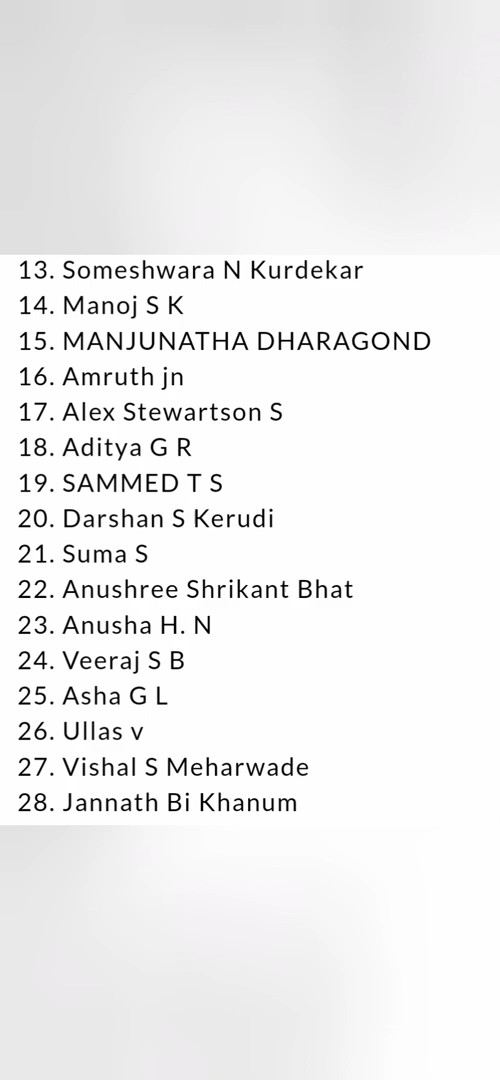 13. Someshwara N Kurdekar
14. Manoj S K
15. MANJUNATHA DHARAGOND
16. Amruth jn
17. Alex Stewartson S
18. Aditya G R
19. SAMMED T S
20. Darshan S Kerudi
21. Suma S
22. Anushree Shrikant Bhat
23. Anusha H. N
24. Veeraj S B
25. Asha G L
26. Ullas v
27. Vishal S Meharwade
28. Jannath Bi Khanum